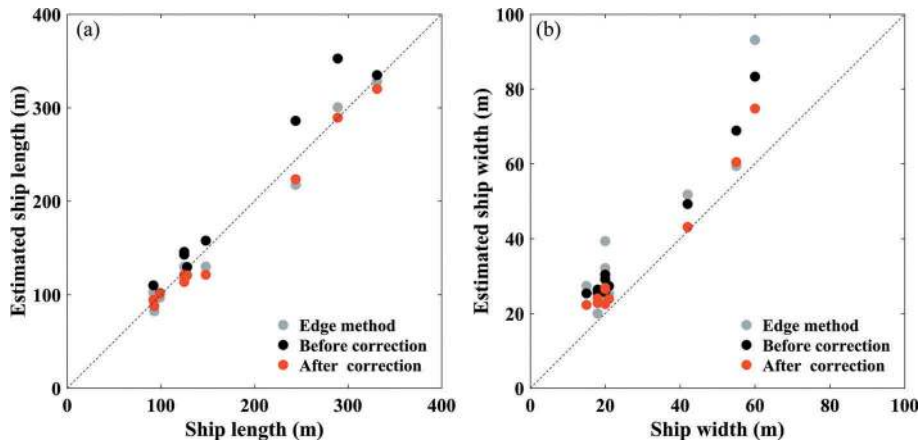 (a)
Estimated ship length (m)
400
300
200
100
0
Edge method
Before correction
After correction
0 100 200 300 400
Ship length (m)
(b)
Estimated ship width (m)
100
80
60
40
20
0
Edge method
Before correction
After correction
0 20 40 60 80 100
Ship width (m)